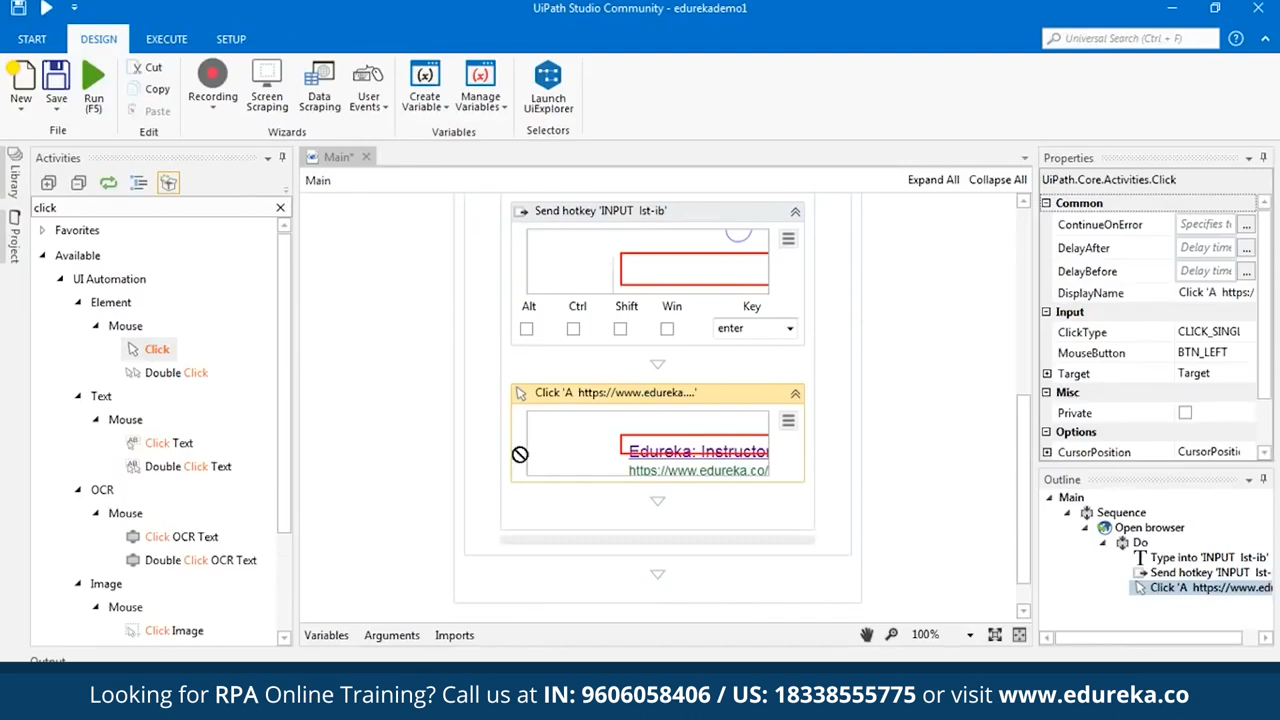 UiPath Studio Community - edurekademo1
START DESIGN EXECUTE SETUP
Universal Search (Ctrl + F)
New Save Run (F5)
File
Cut
Copy
Paste
Edit
Recording Screen Scraping Data Scraping User Events
Wizards
Create Variable Manage Variables
Variables
Launch UiExplorer
Selectors
Library
Project
Activities
click
Favorites
Available
UI Automation
Element
Mouse
Click
Double Click
Text
Mouse
Click Text
Double Click Text
OCR
Mouse
Click OCR Text
Double Click OCR Text
Image
Mouse
Click Image
Main*
Main Expand All Collapse All
Send hotkey 'INPUT lst-ib'
Alt Ctrl Shift Win Key
enter
Click 'A https://www.edureka....'
Edureka: Instructo
https://www.edureka.co/
Variables Arguments Imports 100%
Properties
UiPath.Core.Activities.Click
Common
ContinueOnError Specifies t ...
DelayAfter Delay time ...
DelayBefore Delay time ...
DisplayName Click 'A https:/
Input
ClickType CLICK_SINGL
MouseButton BTN_LEFT
Target Target
Misc
Private
Options
CursorPositi CursorPositi
Outline
Main
Sequence
Open browser
Do
Type into 'INPUT lst-ib'
Send hotkey 'INPUT lst-
Click 'A https://www.ed
Looking for RPA Online Training? Call us at IN: 9606058406 / US: 18338555775 or visit www.edureka.co